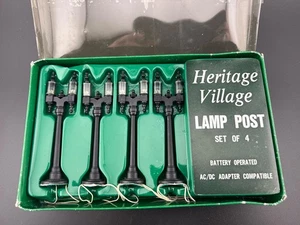 Heritage
Village
LAMP POST
SET OF 4
BATTERY OPERATED
AC/DC ADAPTER COMPATIBLE